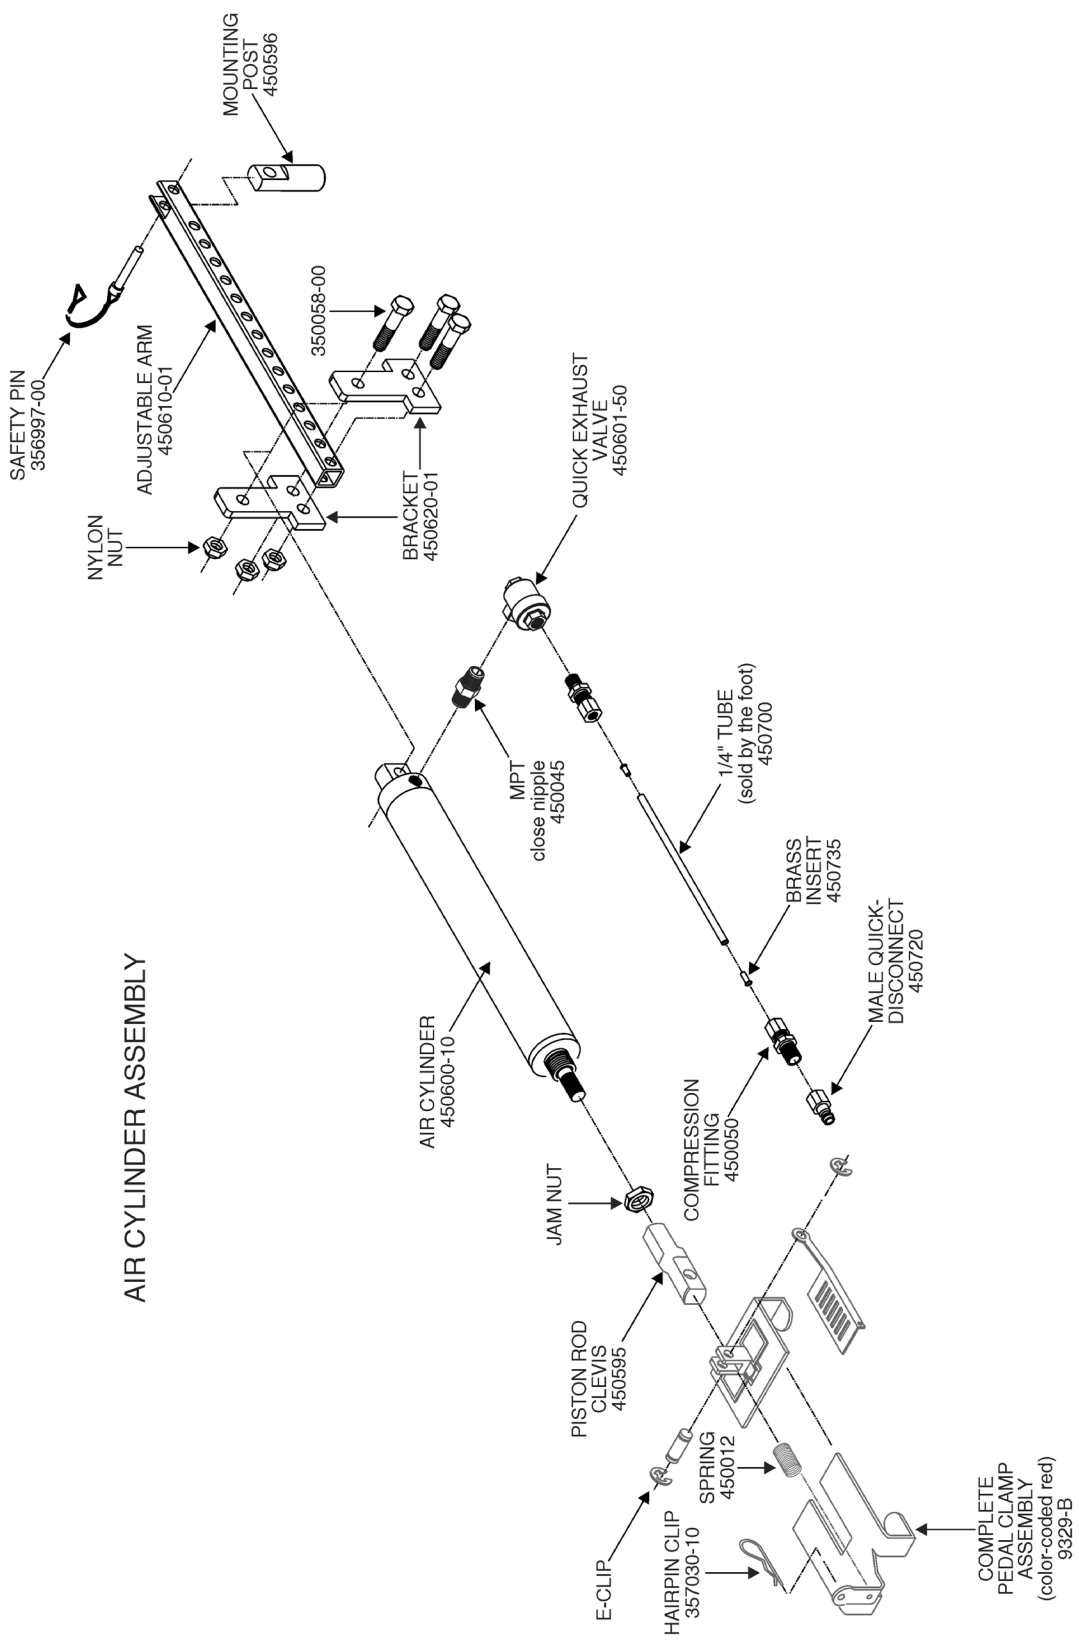 AIR CYLINDER ASSEMBLY
SAFETY PIN
356997-00
MOUNTING
POST
450596
ADJUSTABLE ARM
450610-01
350058-00
NYLON
NUT
BRACKET
450620-01
QUICK EXHAUST
VALVE
450601-50
MPT
close nipple
450045
1/4" TUBE
(sold by the foot)
450700
BRASS
INSERT
450735
MALE QUICK-
DISCONNECT
450720
AIR CYLINDER
450600-10
COMPRESSION
FITTING
450050
JAM NUT
PISTON ROD
CLEVIS
450595
SPRING
450012
E-CLIP
HAIRPIN CLIP
357030-10
COMPLETE
PEDAL CLAMP
ASSEMBLY
(color-coded red)
9329-B